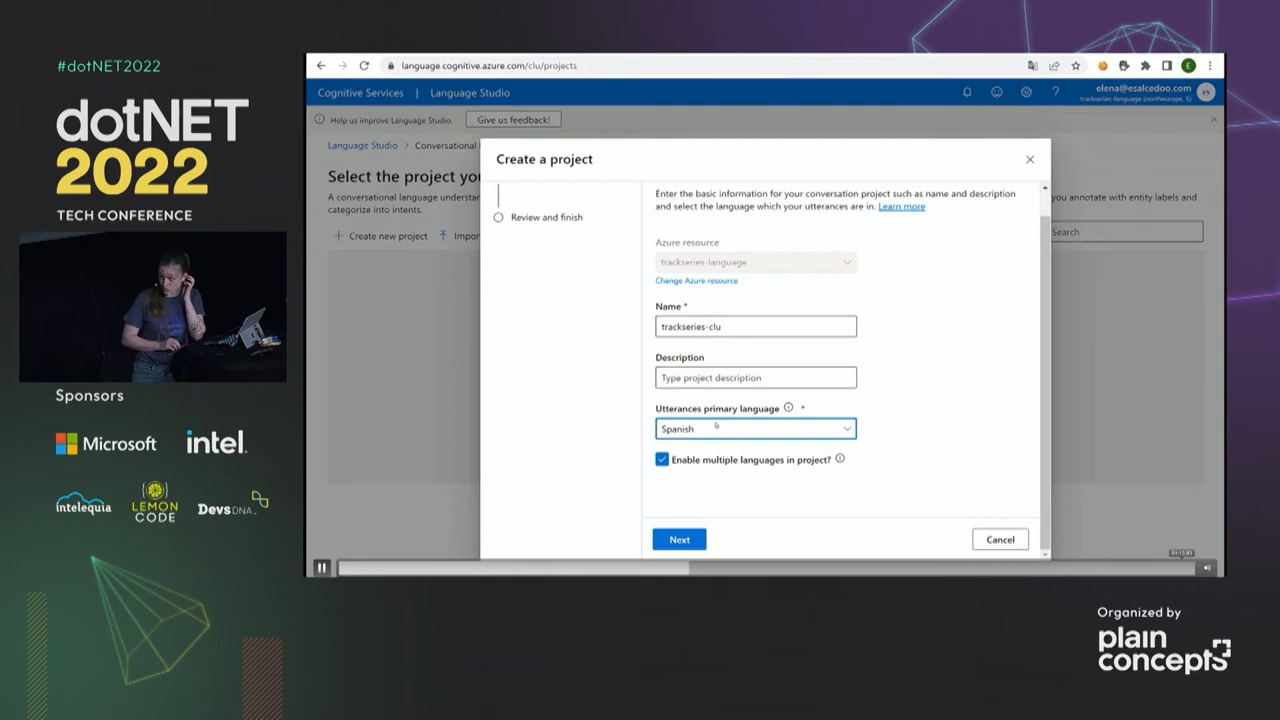 #dotNET2022
dotNET
2022
TECH CONFERENCE
Sponsors
Microsoft
intel.
intelequia
LEMON
CODE
DevsDNA
language.cognitive.azure.com/clu/projects
E
Cognitive Services | Language Studio
elena@esalcedoo.com
trackseries-language (northeurope, S)
ES
Help us improve Language Studio.
Give us feedback!
Language Studio > Conversational
Select the project you
A conversational language understan
categorize into intents.
you annotate with entity labels and
Create new project
Impor
Search
Create a project
Review and finish
Enter the basic information for your conversation project such as name and description
and select the language which your utterances are in. Learn more
Azure resource
trackseries-language
Change Azure resource
Name *
trackseries-clu
Description
Type project description
Utterances primary language *
Spanish
Enable multiple languages in project?
Next
Cancel
Organized by
plain
concepts